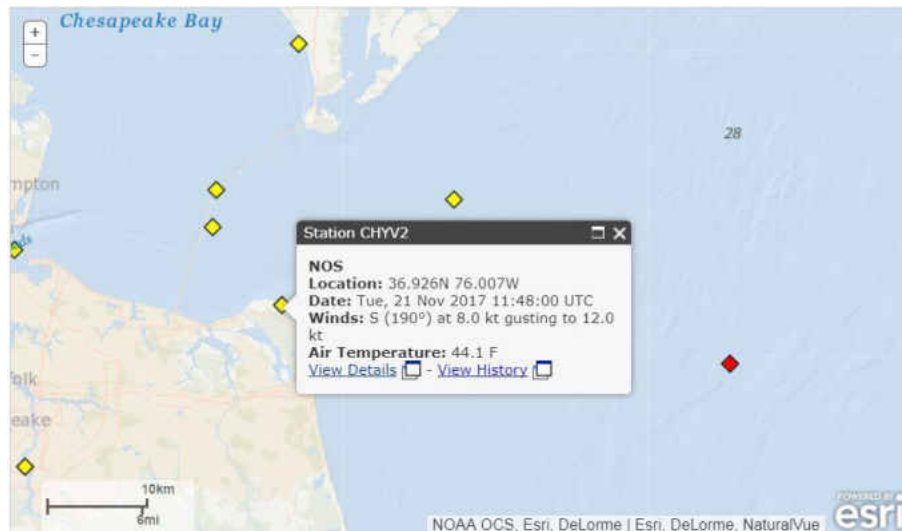 Chesapeake Bay
+
−
28
mpton
Station CHYV2
NOS
Location: 36.926N 76.007W
Date: Tue, 21 Nov 2017 11:48:00 UTC
Winds: S (190°) at 8.0 kt gusting to 12.0
kt
Air Temperature: 44.1 F
View Details - View History
folk
eake
10km
6mi
POWERED BY
esri
NOAA OCS, Esri, DeLorme | Esri, DeLorme, NaturalVue